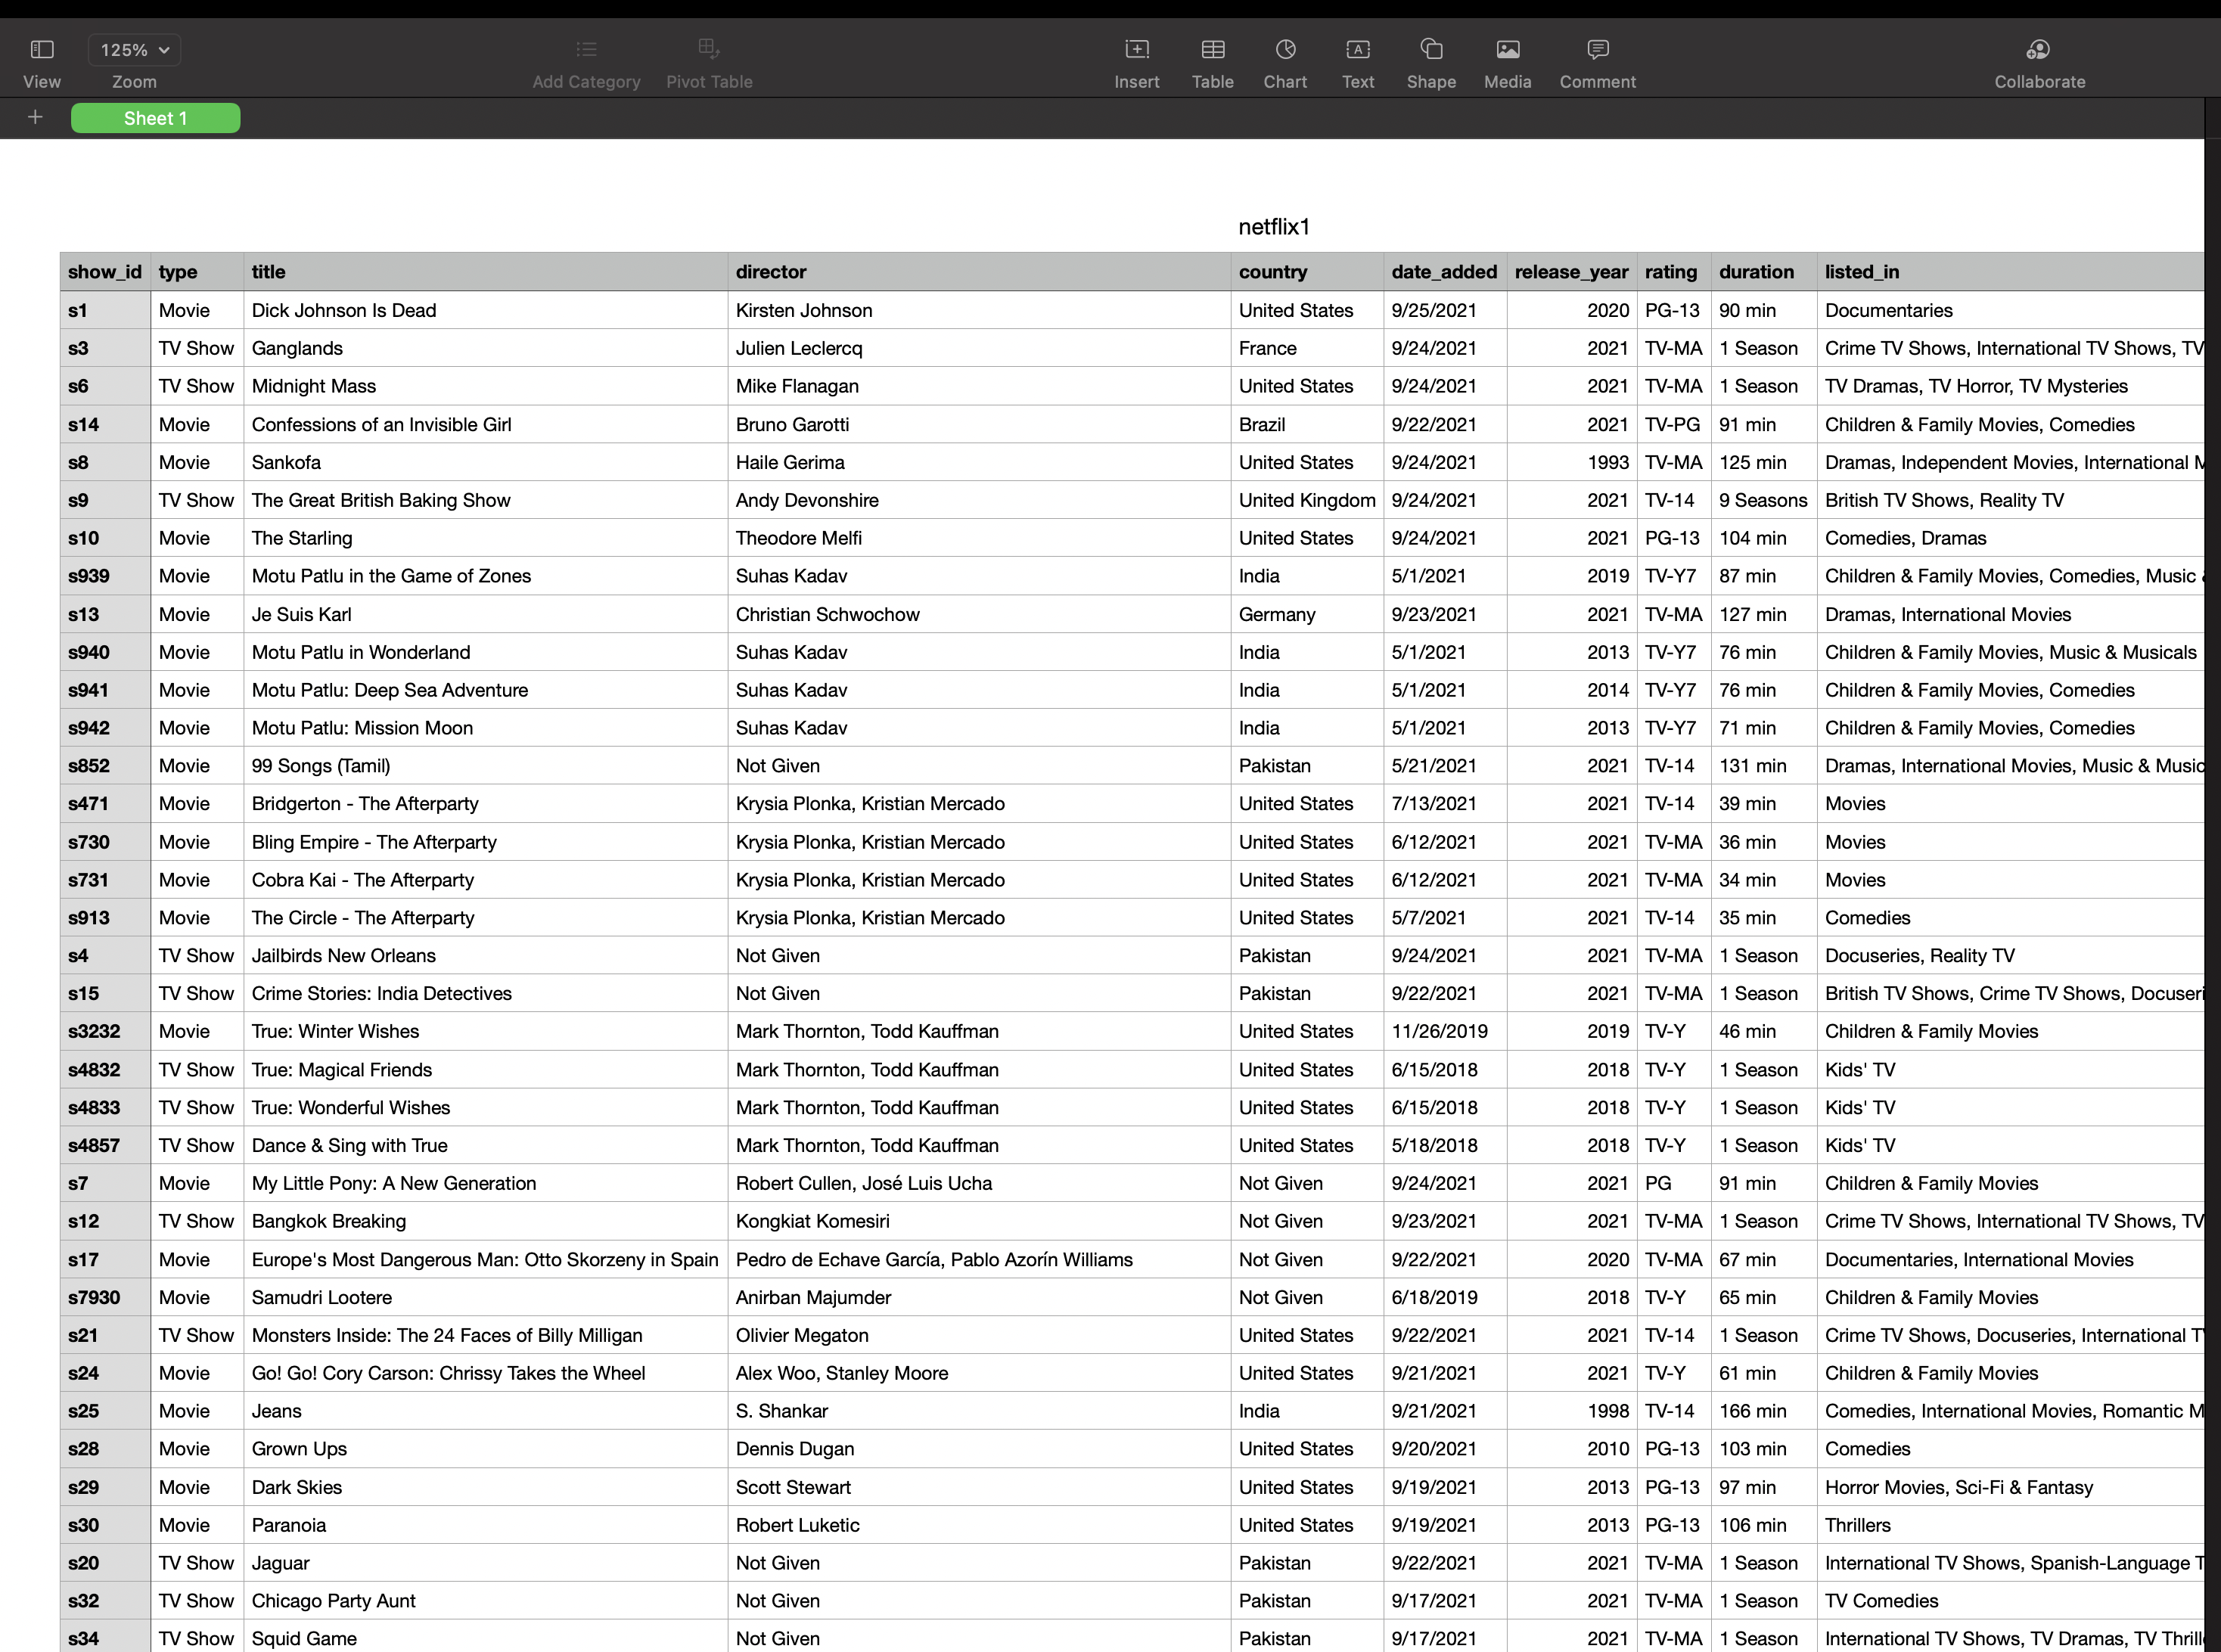 125%
View Zoom Add Category Pivot Table Insert Table Chart Text Shape Media Comment Collaborate
Sheet 1
netflix1
show_id type title director country date_added release_year rating duration listed_in
s1 Movie Dick Johnson Is Dead Kirsten Johnson United States 9/25/2021 2020 PG-13 90 min Documentaries
s3 TV Show Ganglands Julien Leclercq France 9/24/2021 2021 TV-MA 1 Season Crime TV Shows, International TV Shows, TV
s6 TV Show Midnight Mass Mike Flanagan United States 9/24/2021 2021 TV-MA 1 Season TV Dramas, TV Horror, TV Mysteries
s14 Movie Confessions of an Invisible Girl Bruno Garotti Brazil 9/22/2021 2021 TV-PG 91 min Children & Family Movies, Comedies
s8 Movie Sankofa Haile Gerima United States 9/24/2021 1993 TV-MA 125 min Dramas, Independent Movies, International M
s9 TV Show The Great British Baking Show Andy Devonshire United Kingdom 9/24/2021 2021 TV-14 9 Seasons British TV Shows, Reality TV
s10 Movie The Starling Theodore Melfi United States 9/24/2021 2021 PG-13 104 min Comedies, Dramas
s939 Movie Motu Patlu in the Game of Zones Suhas Kadav India 5/1/2021 2019 TV-Y7 87 min Children & Family Movies, Comedies, Music
s13 Movie Je Suis Karl Christian Schwochow Germany 9/23/2021 2021 TV-MA 127 min Dramas, International Movies
s940 Movie Motu Patlu in Wonderland Suhas Kadav India 5/1/2021 2013 TV-Y7 76 min Children & Family Movies, Music & Musicals
s941 Movie Motu Patlu: Deep Sea Adventure Suhas Kadav India 5/1/2021 2014 TV-Y7 76 min Children & Family Movies, Comedies
s942 Movie Motu Patlu: Mission Moon Suhas Kadav India 5/1/2021 2013 TV-Y7 71 min Children & Family Movies, Comedies
s852 Movie 99 Songs (Tamil) Not Given Pakistan 5/21/2021 2021 TV-14 131 min Dramas, International Movies, Music & Music
s471 Movie Bridgerton - The Afterparty Krysia Plonka, Kristian Mercado United States 7/13/2021 2021 TV-14 39 min Movies
s730 Movie Bling Empire - The Afterparty Krysia Plonka, Kristian Mercado United States 6/12/2021 2021 TV-MA 36 min Movies
s731 Movie Cobra Kai - The Afterparty Krysia Plonka, Kristian Mercado United States 6/12/2021 2021 TV-MA 34 min Movies
s913 Movie The Circle - The Afterparty Krysia Plonka, Kristian Mercado United States 5/7/2021 2021 TV-14 35 min Comedies
s4 TV Show Jailbirds New Orleans Not Given Pakistan 9/24/2021 2021 TV-MA 1 Season Docuseries, Reality TV
s15 TV Show Crime Stories: India Detectives Not Given Pakistan 9/22/2021 2021 TV-MA 1 Season British TV Shows, Crime TV Shows, Docuseri
s3232 Movie True: Winter Wishes Mark Thornton, Todd Kauffman United States 11/26/2019 2019 TV-Y 46 min Children & Family Movies
s4832 TV Show True: Magical Friends Mark Thornton, Todd Kauffman United States 6/15/2018 2018 TV-Y 1 Season Kids' TV
s4833 TV Show True: Wonderful Wishes Mark Thornton, Todd Kauffman United States 6/15/2018 2018 TV-Y 1 Season Kids' TV
s4857 TV Show Dance & Sing with True Mark Thornton, Todd Kauffman United States 5/18/2018 2018 TV-Y 1 Season Kids' TV
s7 Movie My Little Pony: A New Generation Robert Cullen, José Luis Ucha Not Given 9/24/2021 2021 PG 91 min Children & Family Movies
s12 TV Show Bangkok Breaking Kongkiat Komesiri Not Given 9/23/2021 2021 TV-MA 1 Season Crime TV Shows, International TV Shows, TV
s17 Movie Europe's Most Dangerous Man: Otto Skorzeny in Spain Pedro de Echave García, Pablo Azorín Williams Not Given 9/22/2021 2020 TV-MA 67 min Documentaries, International Movies
s7930 Movie Samudri Lootere Anirban Majumder Not Given 6/18/2019 2018 TV-Y 65 min Children & Family Movies
s21 TV Show Monsters Inside: The 24 Faces of Billy Milligan Olivier Megaton United States 9/22/2021 2021 TV-14 1 Season Crime TV Shows, Docuseries, International TV
s24 Movie Go! Go! Cory Carson: Chrissy Takes the Wheel Alex Woo, Stanley Moore United States 9/21/2021 2021 TV-Y 61 min Children & Family Movies
s25 Movie Jeans S. Shankar India 9/21/2021 1998 TV-14 166 min Comedies, International Movies, Romantic M
s28 Movie Grown Ups Dennis Dugan United States 9/20/2021 2010 PG-13 103 min Comedies
s29 Movie Dark Skies Scott Stewart United States 9/19/2021 2013 PG-13 97 min Horror Movies, Sci-Fi & Fantasy
s30 Movie Paranoia Robert Luketic United States 9/19/2021 2013 PG-13 106 min Thrillers
s20 TV Show Jaguar Not Given Pakistan 9/22/2021 2021 TV-MA 1 Season International TV Shows, Spanish-Language T
s32 TV Show Chicago Party Aunt Not Given Pakistan 9/17/2021 2021 TV-MA 1 Season TV Comedies
s34 TV Show Squid Game Not Given Pakistan 9/17/2021 2021 TV-MA 1 Season International TV Shows, TV Dramas, TV Thrill